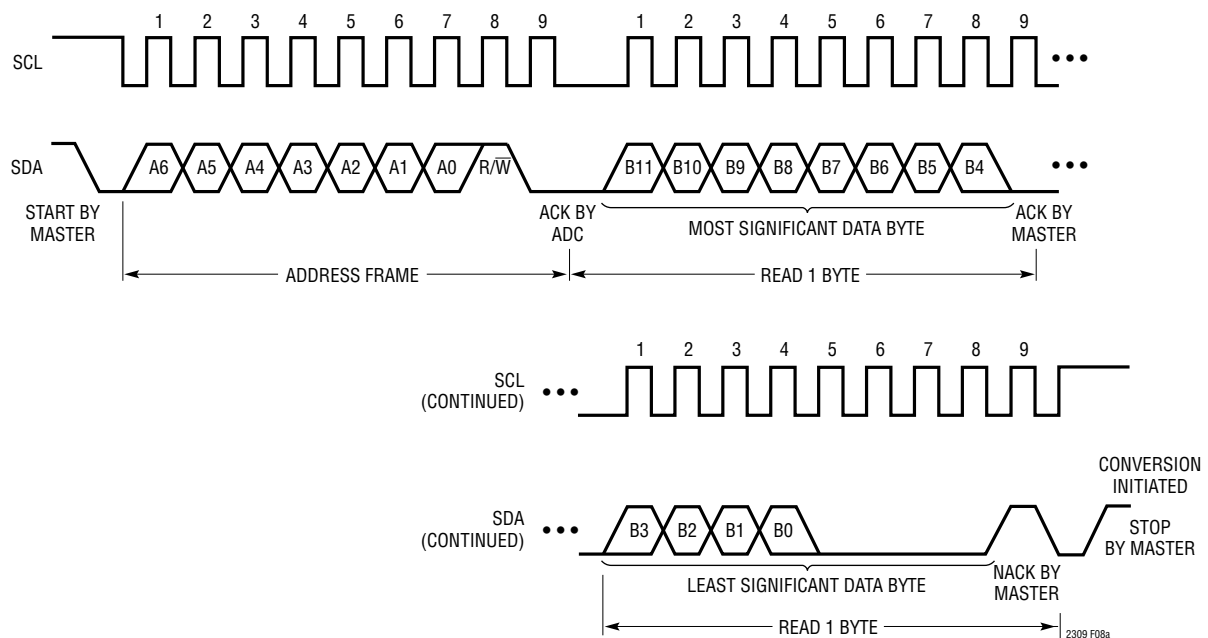 1 2 3 4 5 6 7 8 9 1 2 3 4 5 6 7 8 9
SCL •••
SDA A6 A5 A4 A3 A2 A1 A0 R/W̅ B11 B10 B9 B8 B7 B6 B5 B4 •••
START BY
MASTER
ACK BY
ADC
MOST SIGNIFICANT DATA BYTE
ACK BY
MASTER
ADDRESS FRAME
READ 1 BYTE
1 2 3 4 5 6 7 8 9
SCL
(CONTINUED) •••
CONVERSION
INITIATED
SDA
(CONTINUED) •••
B3 B2 B1 B0
STOP
BY MASTER
LEAST SIGNIFICANT DATA BYTE
NACK BY
MASTER
READ 1 BYTE
2309 F08a